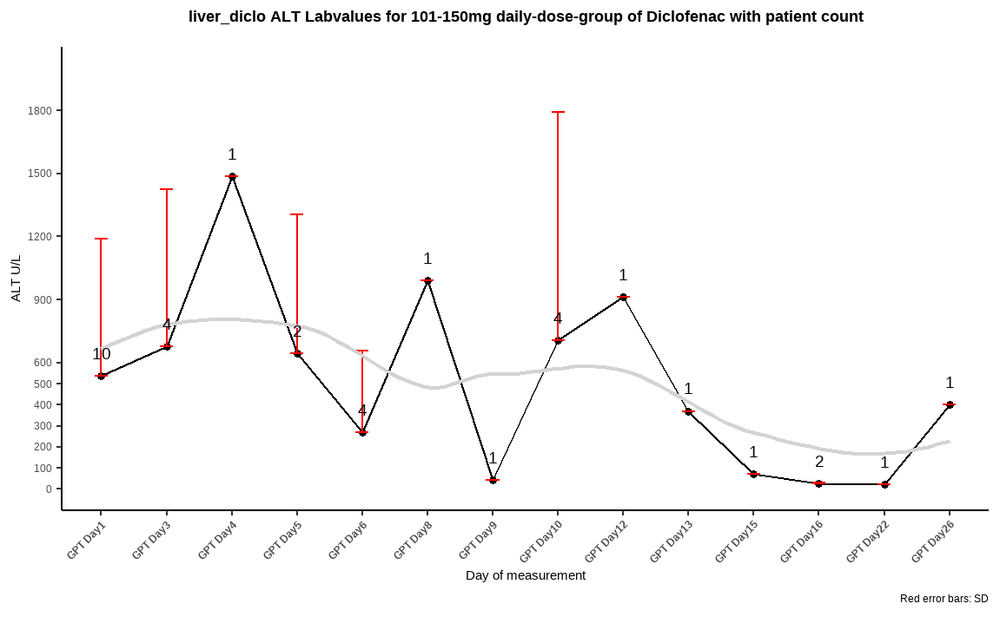 liver_diclo ALT Labvalues for 101-150mg daily-dose-group of Diclofenac with patient count
ALT U/L
1800
1500
1200
900
600
500
400
300
200
100
0
10
4
1
2
4
1
1
4
1
1
1
2
1
1
GPT Day1
GPT Day3
GPT Day4
GPT Day5
GPT Day6
GPT Day8
GPT Day9
GPT Day10
GPT Day12
GPT Day13
GPT Day15
GPT Day16
GPT Day22
GPT Day26
Day of measurement
Red error bars: SD